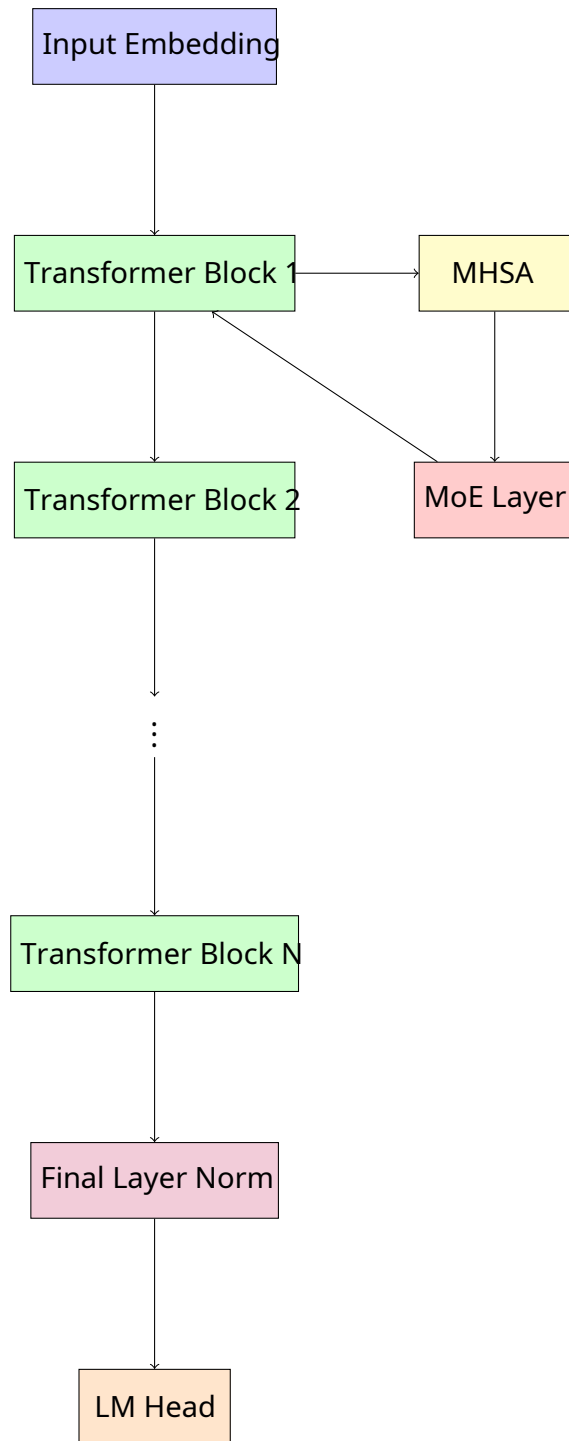 Input Embedding
Transformer Block 1
MHSA
Transformer Block 2
MoE Layer
⋮
Transformer Block N
Final Layer Norm
LM Head